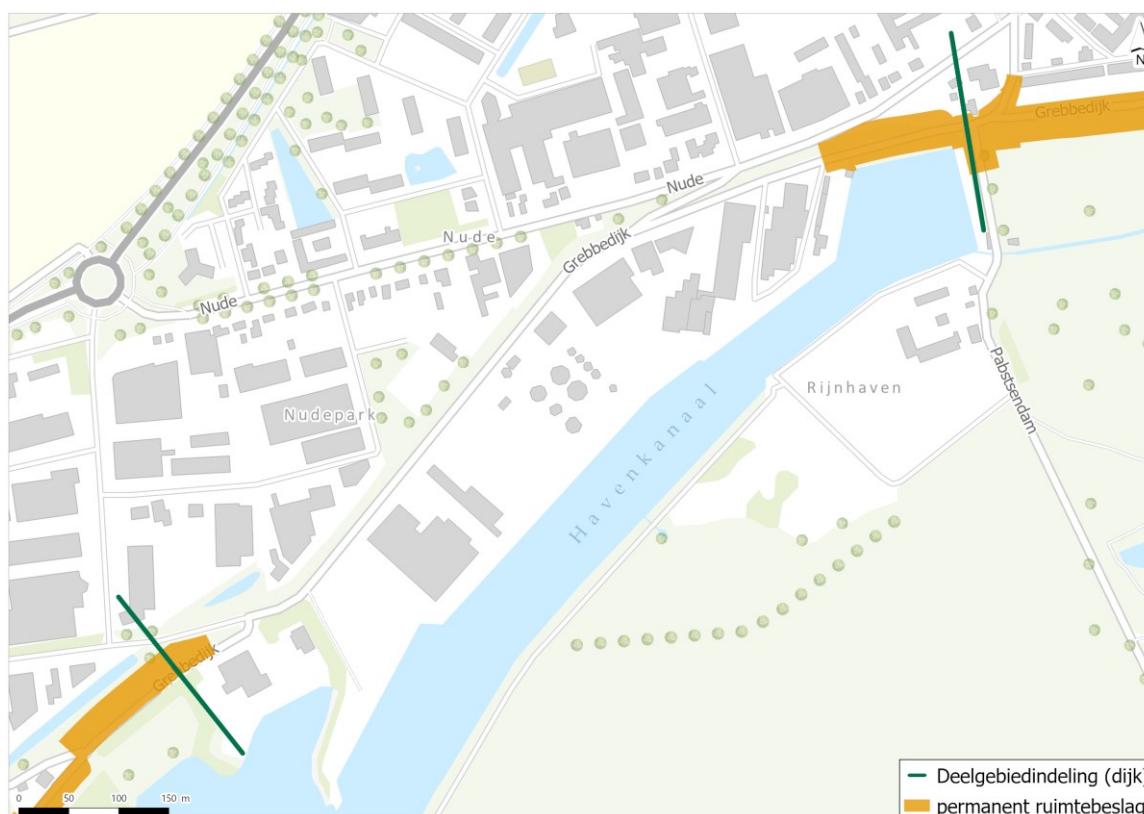 N
Grebbedijk
Nude
Nude
Grebbedijk
Nude
Nudepark
Havenkanaal
Rijnhaven
Pabstsendam
Grebbedijk
0 50 100 150 m
Deelgebiedindeling (dijk)
permanent ruimtebeslag